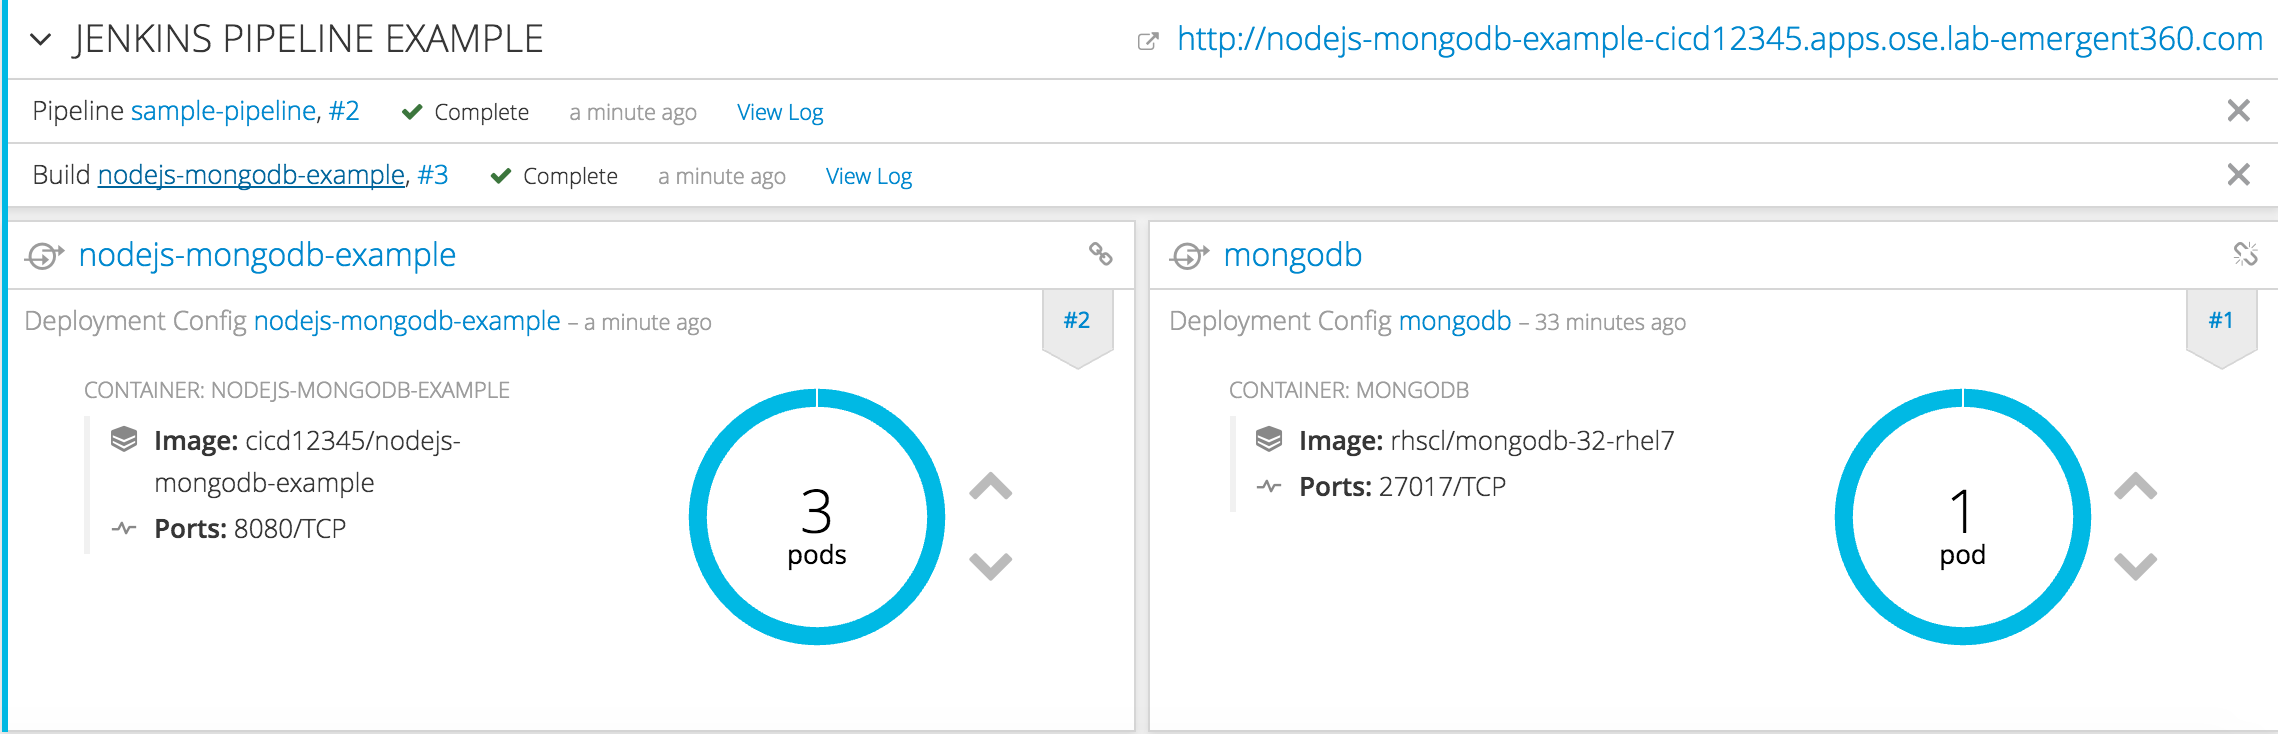 JENKINS PIPELINE EXAMPLE
http://nodejs-mongodb-example-cicd12345.apps.ose.lab-emergent360.com
Pipeline sample-pipeline, #2 Complete a minute ago View Log
Build nodejs-mongodb-example, #3 Complete a minute ago View Log
nodejs-mongodb-example
Deployment Config nodejs-mongodb-example – a minute ago
#2
CONTAINER: NODEJS-MONGODB-EXAMPLE
Image: cicd12345/nodejs-
mongodb-example
Ports: 8080/TCP
3
pods
mongodb
Deployment Config mongodb – 33 minutes ago
#1
CONTAINER: MONGODB
Image: rhscl/mongodb-32-rhel7
Ports: 27017/TCP
1
pod